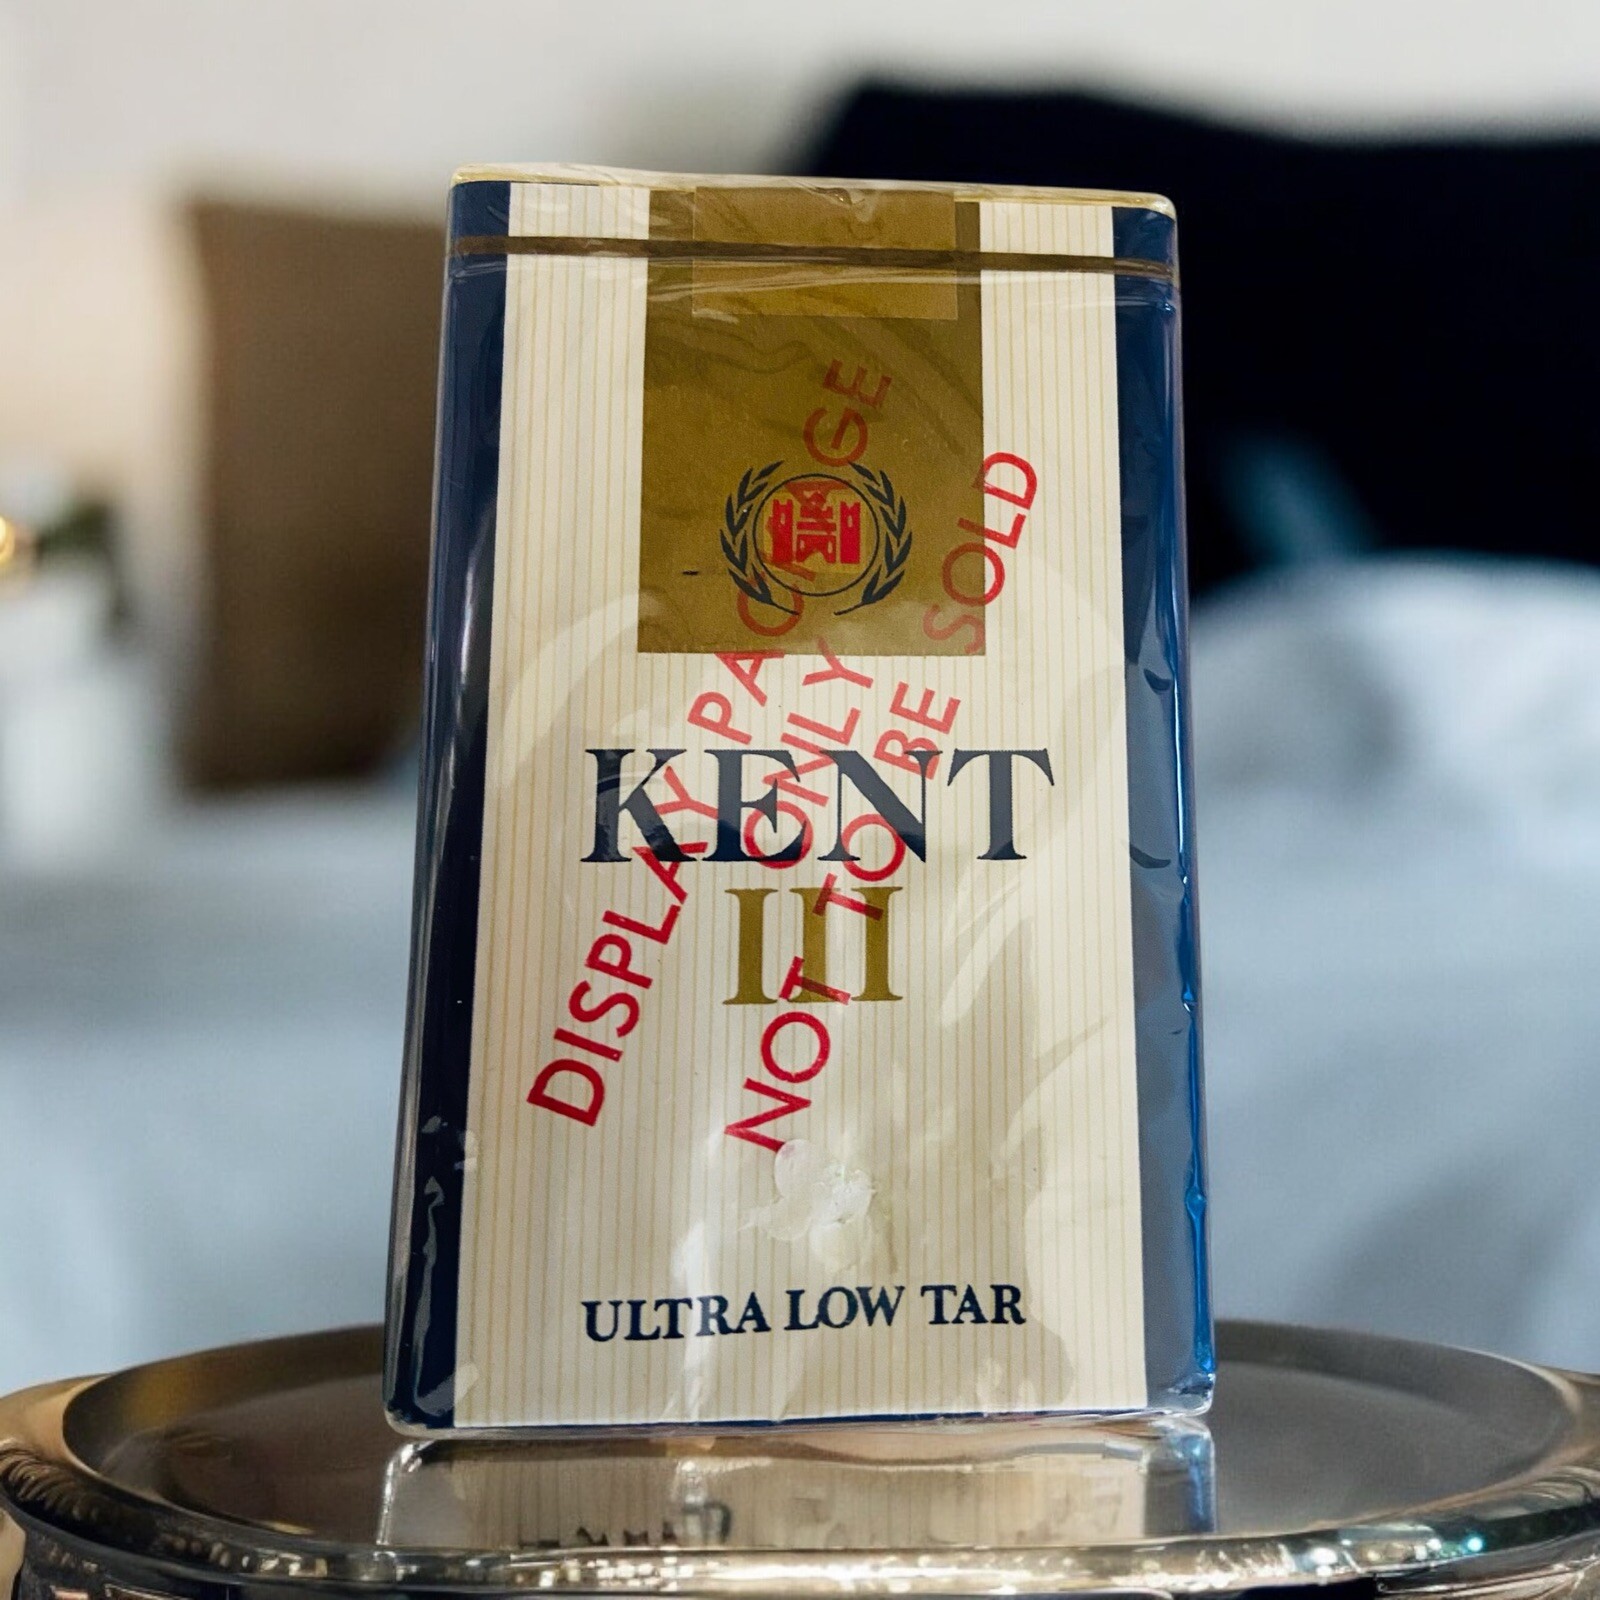 DISPLAY PACKAGE
ONLY
NOT TO BE SOLD
KENT
III
ULTRA LOW TAR